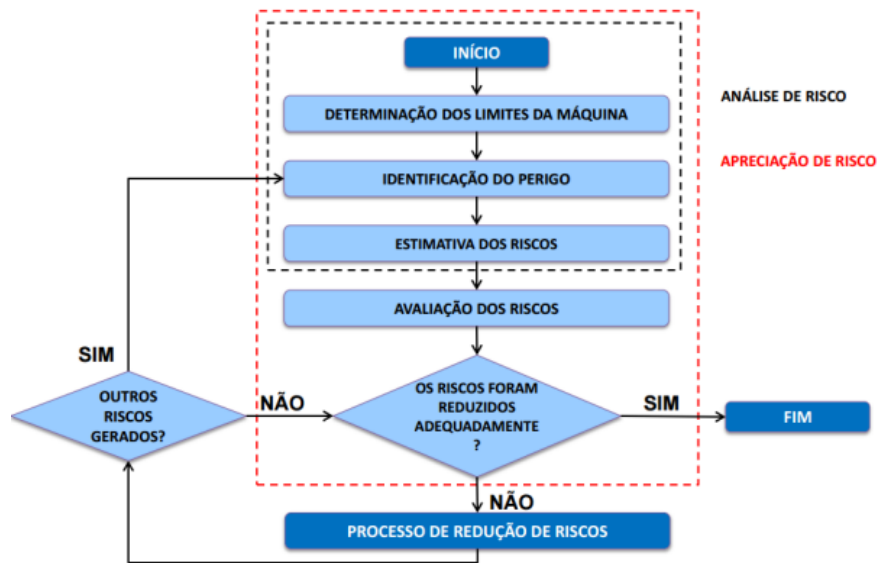 INÍCIO
DETERMINAÇÃO DOS LIMITES DA MÁQUINA
ANÁLISE DE RISCO
IDENTIFICAÇÃO DO PERIGO
APRECIAÇÃO DE RISCO
ESTIMATIVA DOS RISCOS
AVALIAÇÃO DOS RISCOS
SIM
OUTROS
RISCOS
GERADOS?
NÃO
OS RISCOS FORAM
REDUZIDOS
ADEQUADAMENTE
?
SIM
FIM
NÃO
PROCESSO DE REDUÇÃO DE RISCOS